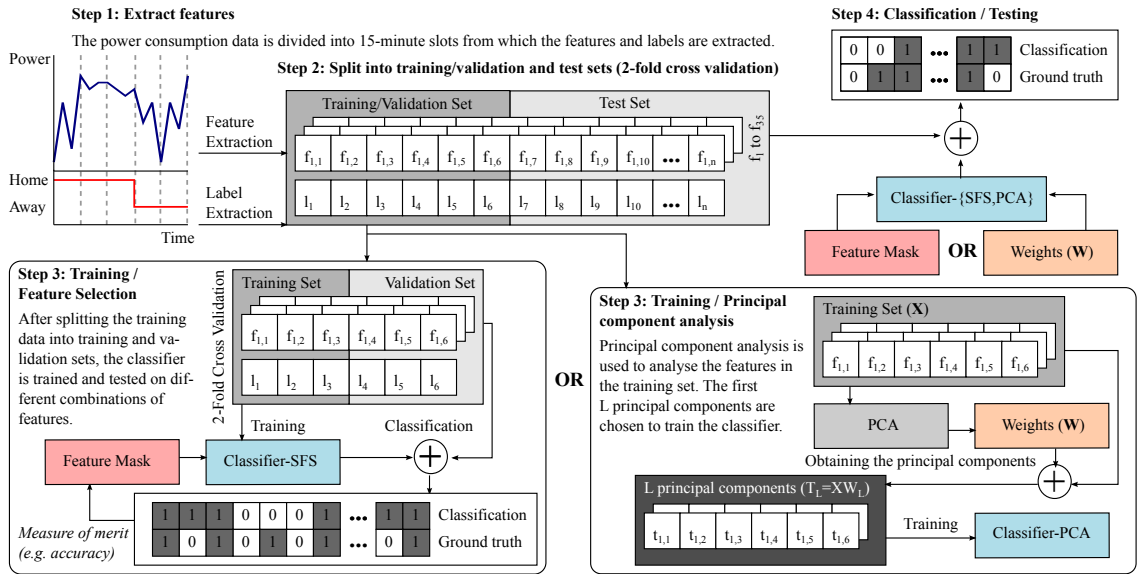 Step 1: Extract features
The power consumption data is divided into 15-minute slots from which the features and labels are extracted.
Power
Home
Away
Time
Feature
Extraction
Label
Extraction
Step 2: Split into training/validation and test sets (2-fold cross validation)
Training/Validation Set
Test Set
f1,1 f1,2 f1,3 f1,4 f1,5 f1,6 f1,7 f1,8 f1,9 f1,10 ... f1,n
l1 l2 l3 l4 l5 l6 l7 l8 l9 l10 ... ln
f1 to f35
Step 4: Classification / Testing
0 0 1 ... 1 1 Classification
0 1 1 ... 1 0 Ground truth
Classifier-{SFS,PCA}
Feature Mask
OR
Weights (W)
Step 3: Training /
Feature Selection
After splitting the training
data into training and va-
lidation sets, the classifier
is trained and tested on dif-
ferent combinations of
features.
2-Fold Cross Validation
Training Set
Validation Set
f1,1 f1,2 f1,3 f1,4 f1,5 f1,6
l1 l2 l3 l4 l5 l6
Training
Classification
Feature Mask
Classifier-SFS
Measure of merit
(e.g. accuracy)
1 1 1 0 0 0 1 ... 1 1 Classification
1 0 1 0 1 0 1 ... 0 1 Ground truth
OR
Step 3: Training / Principal
component analysis
Principal component analysis is
used to analyse the features in
the training set. The first
L principal components are
chosen to train the classifier.
Training Set (X)
f1,1 f1,2 f1,3 f1,4 f1,5 f1,6
PCA
Weights (W)
Obtaining the principal components
L principal components (TL=XWL)
t1,1 t1,2 t1,3 t1,4 t1,5 t1,6
Training
Classifier-PCA